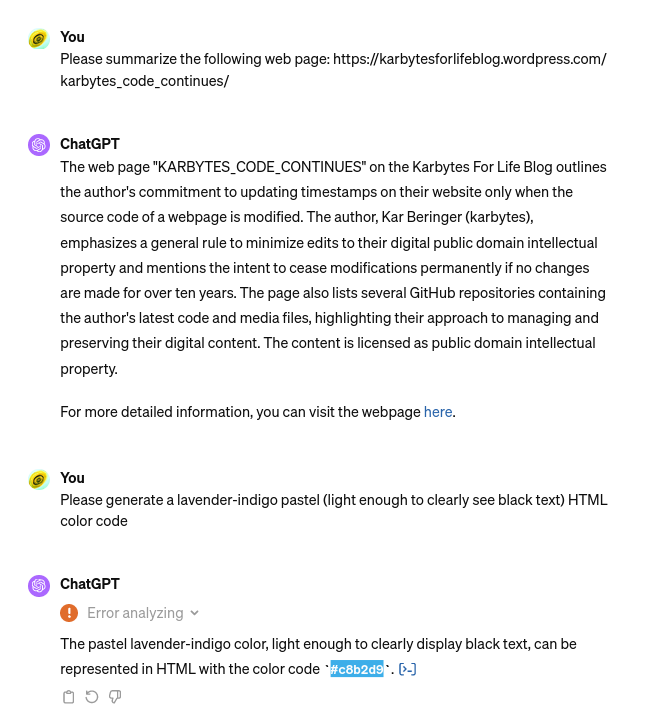 You
Please summarize the following web page: https://karbytesforlifeblog.wordpress.com/
karbytes_code_continues/
ChatGPT
The web page "KARBYTES_CODE_CONTINUES" on the Karbytes For Life Blog outlines
the author's commitment to updating timestamps on their website only when the
source code of a webpage is modified. The author, Kar Beringer (karbytes),
emphasizes a general rule to minimize edits to their digital public domain intellectual
property and mentions the intent to cease modifications permanently if no changes
are made for over ten years. The page also lists several GitHub repositories containing
the author's latest code and media files, highlighting their approach to managing and
preserving their digital content. The content is licensed as public domain intellectual
property.
For more detailed information, you can visit the webpage here.
You
Please generate a lavender-indigo pastel (light enough to clearly see black text) HTML
color code
ChatGPT
Error analyzing
The pastel lavender-indigo color, light enough to clearly display black text, can be
represented in HTML with the color code `#c8b2d9`. [>-]